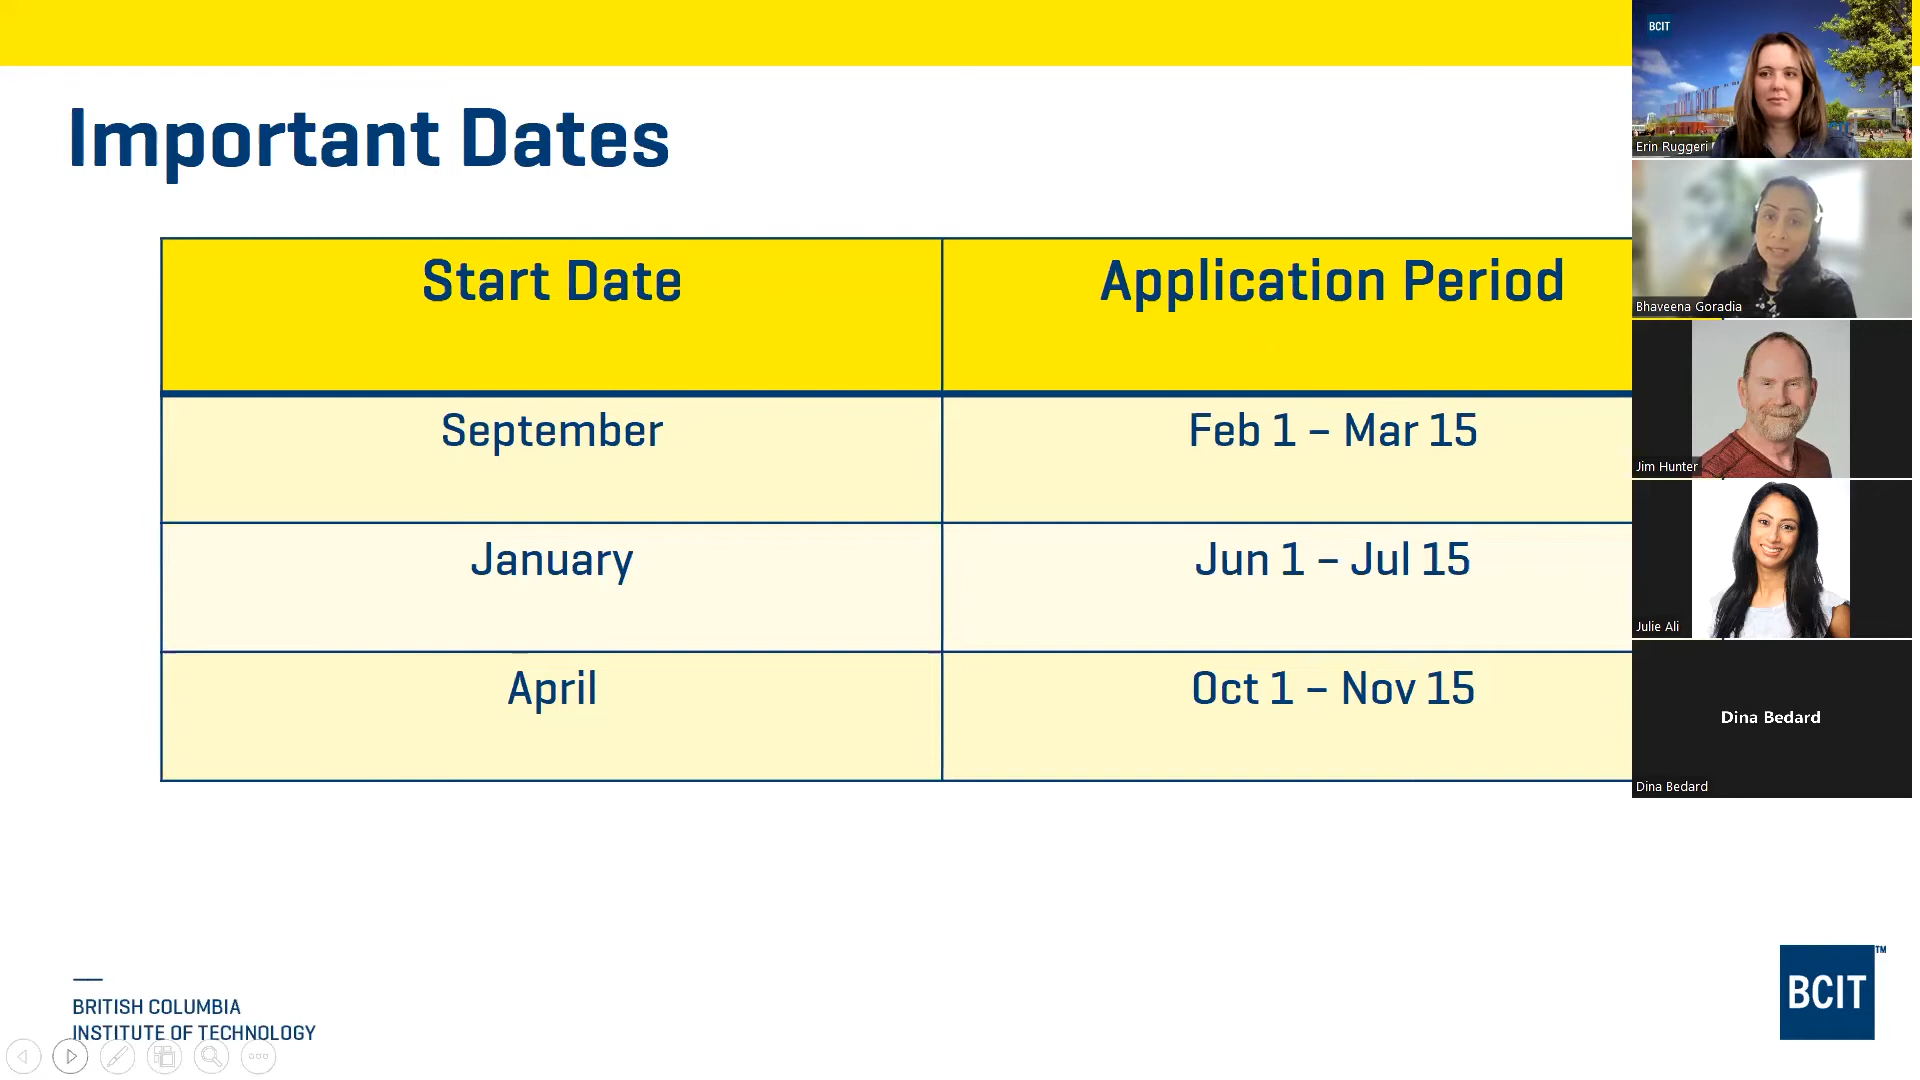 Important Dates
Start Date
Application Period
September
Feb 1 – Mar 15
January
Jun 1 – Jul 15
April
Oct 1 – Nov 15
BRITISH COLUMBIA
INSTITUTE OF TECHNOLOGY
BCIT
Erin Ruggeri
Bhaveena Goradia
Jim Hunter
Julie Ali
Dina Bedard
Dina Bedard
BCIT™